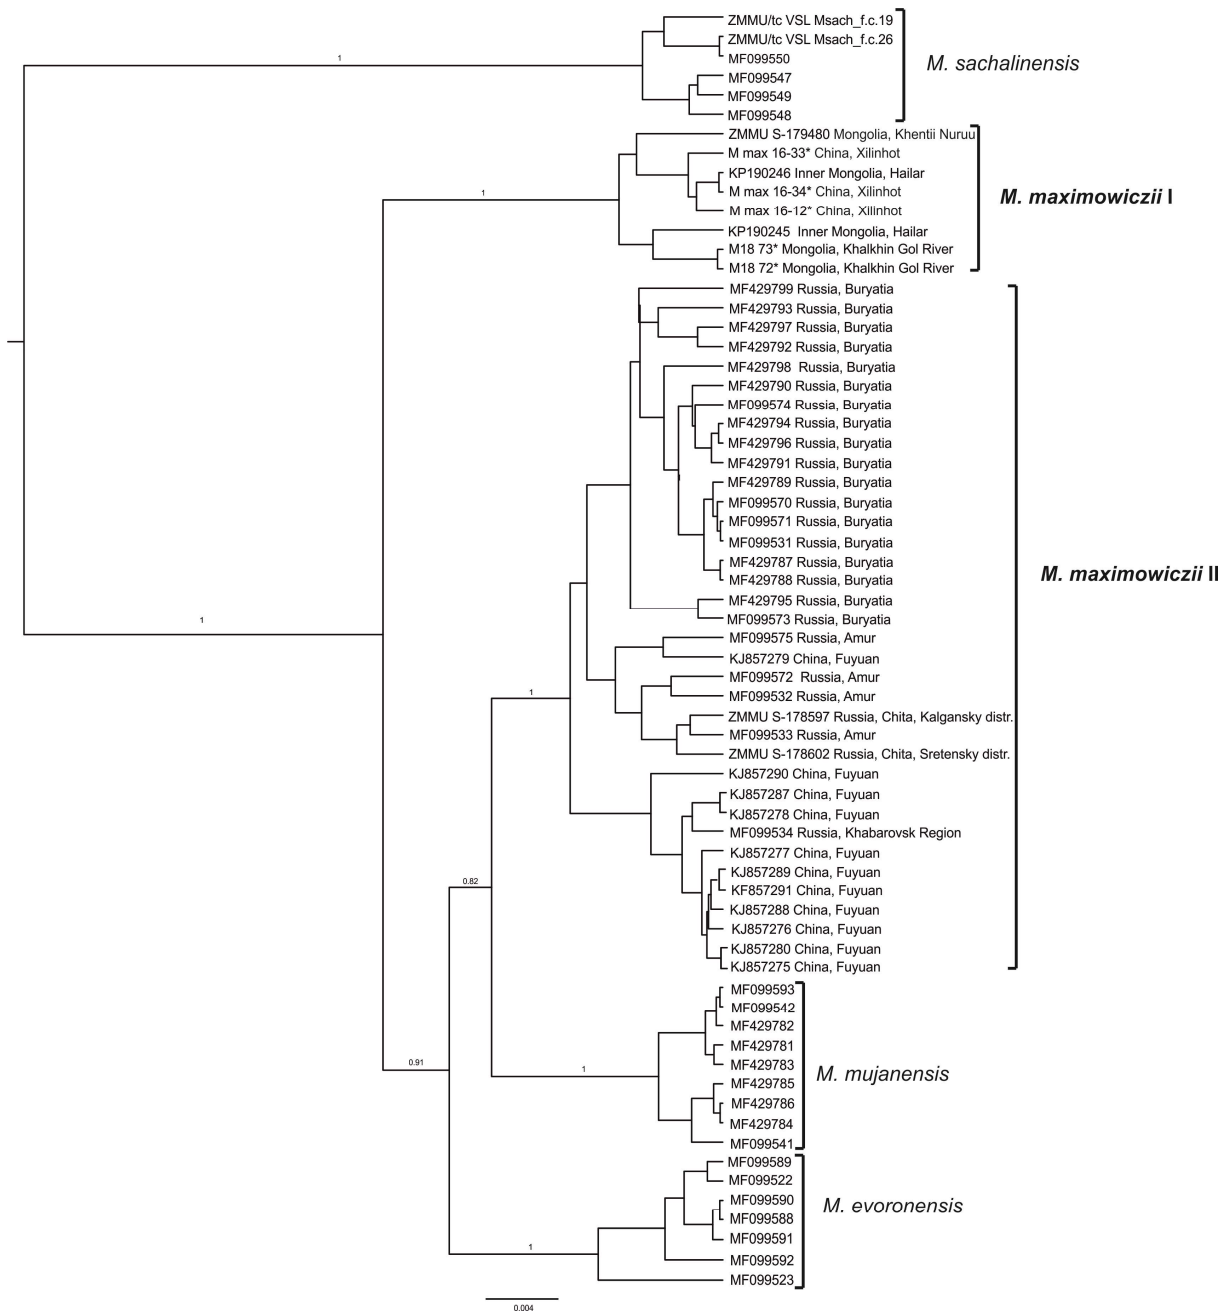 ZMMU/tc VSL Msach_f.c.19
ZMMU/tc VSL Msach_f.c.26
MF099550
MF099547
MF099549
MF099548
M. sachalinensis
1
ZMMU S-179480 Mongolia, Khentii Nuruu
M max 16-33* China, Xilinhot
KP190246 Inner Mongolia, Hailar
M max 16-34* China, Xilinhot
M max 16-12* China, Xilinhot
KP190245 Inner Mongolia, Hailar
M18 73* Mongolia, Khalkhin Gol River
M18 72* Mongolia, Khalkhin Gol River
M. maximowiczii I
1
MF429799 Russia, Buryatia
MF429793 Russia, Buryatia
MF429797 Russia, Buryatia
MF429792 Russia, Buryatia
MF429798 Russia, Buryatia
MF429790 Russia, Buryatia
MF099574 Russia, Buryatia
MF429794 Russia, Buryatia
MF429796 Russia, Buryatia
MF429791 Russia, Buryatia
MF429789 Russia, Buryatia
MF099570 Russia, Buryatia
MF099571 Russia, Buryatia
MF099531 Russia, Buryatia
MF429787 Russia, Buryatia
MF429788 Russia, Buryatia
MF429795 Russia, Buryatia
MF099573 Russia, Buryatia
MF099575 Russia, Amur
KJ857279 China, Fuyuan
MF099572 Russia, Amur
MF099532 Russia, Amur
ZMMU S-178597 Russia, Chita, Kalgansky distr.
MF099533 Russia, Amur
ZMMU S-178602 Russia, Chita, Sretensky distr.
KJ857290 China, Fuyuan
KJ857287 China, Fuyuan
KJ857278 China, Fuyuan
MF099534 Russia, Khabarovsk Region
KJ857277 China, Fuyuan
KJ857289 China, Fuyuan
KF857291 China, Fuyuan
KJ857288 China, Fuyuan
KJ857276 China, Fuyuan
KJ857280 China, Fuyuan
KJ857275 China, Fuyuan
M. maximowiczii II
1
1
0.82
0.91
MF099593
MF099542
MF429782
MF429781
MF429783
MF429785
MF429786
MF429784
MF099541
M. mujanensis
1
MF099589
MF099522
MF099590
MF099588
MF099591
MF099592
MF099523
M. evoronensis
1
0.004